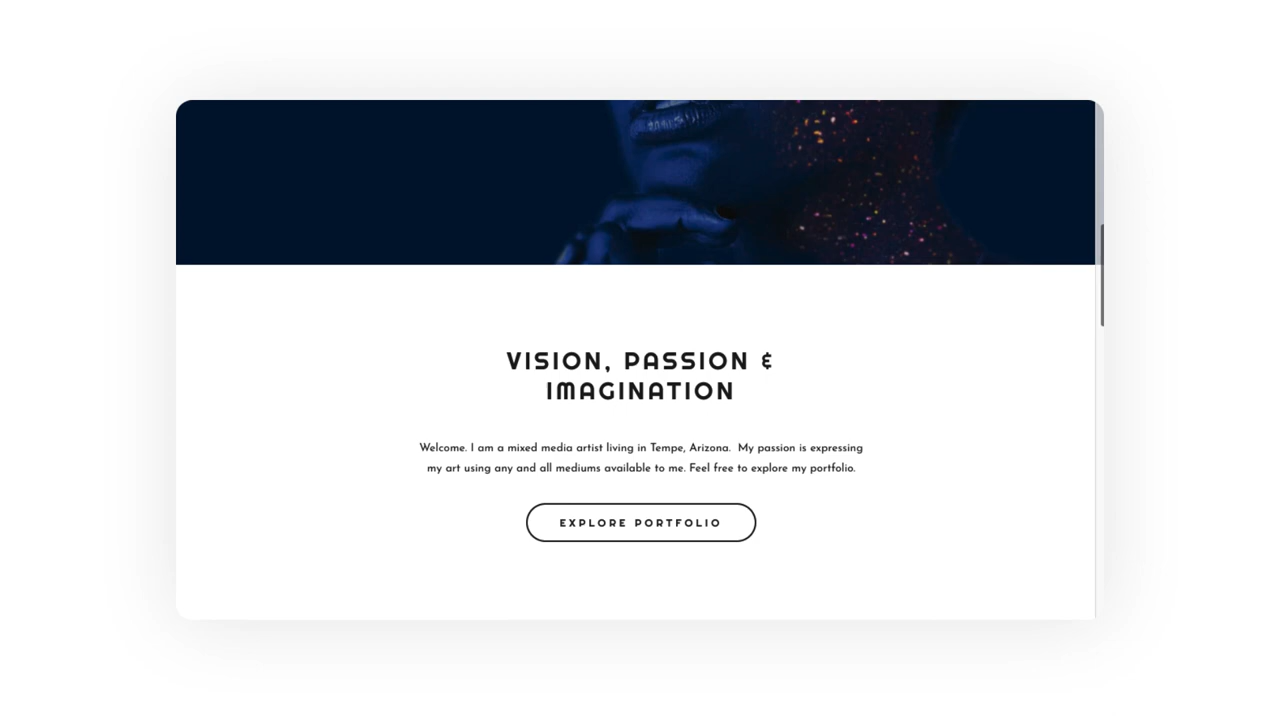 VISION, PASSION &
IMAGINATION
Welcome. I am a mixed media artist living in Tempe, Arizona.  My passion is expressing
my art using any and all mediums available to me. Feel free to explore my portfolio.
EXPLORE PORTFOLIO